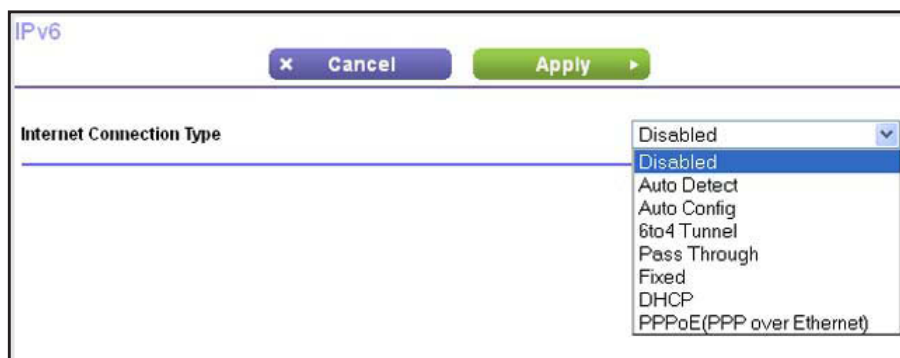 IPv6
× Cancel Apply
Internet Connection Type Disabled
Disabled
Auto Detect
Auto Config
6to4 Tunnel
Pass Through
Fixed
DHCP
PPPoE(PPP over Ethernet)